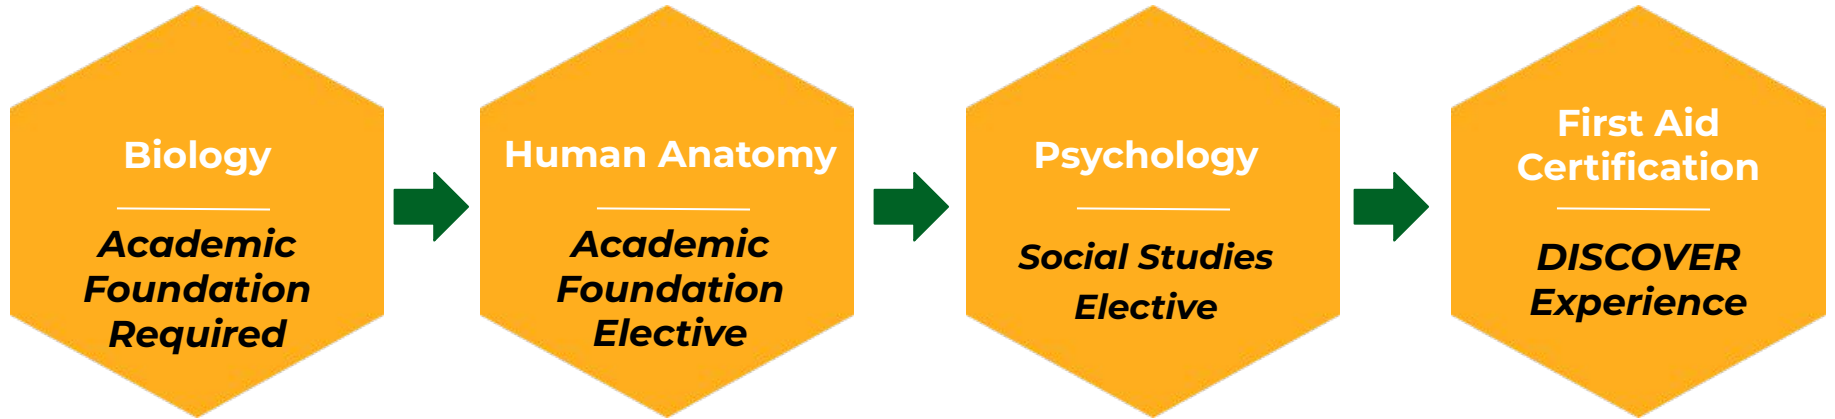 Biology
Academic
Foundation
Required
Human Anatomy
Academic
Foundation
Elective
Psychology
Social Studies
Elective
First Aid
Certification
DISCOVER
Experience